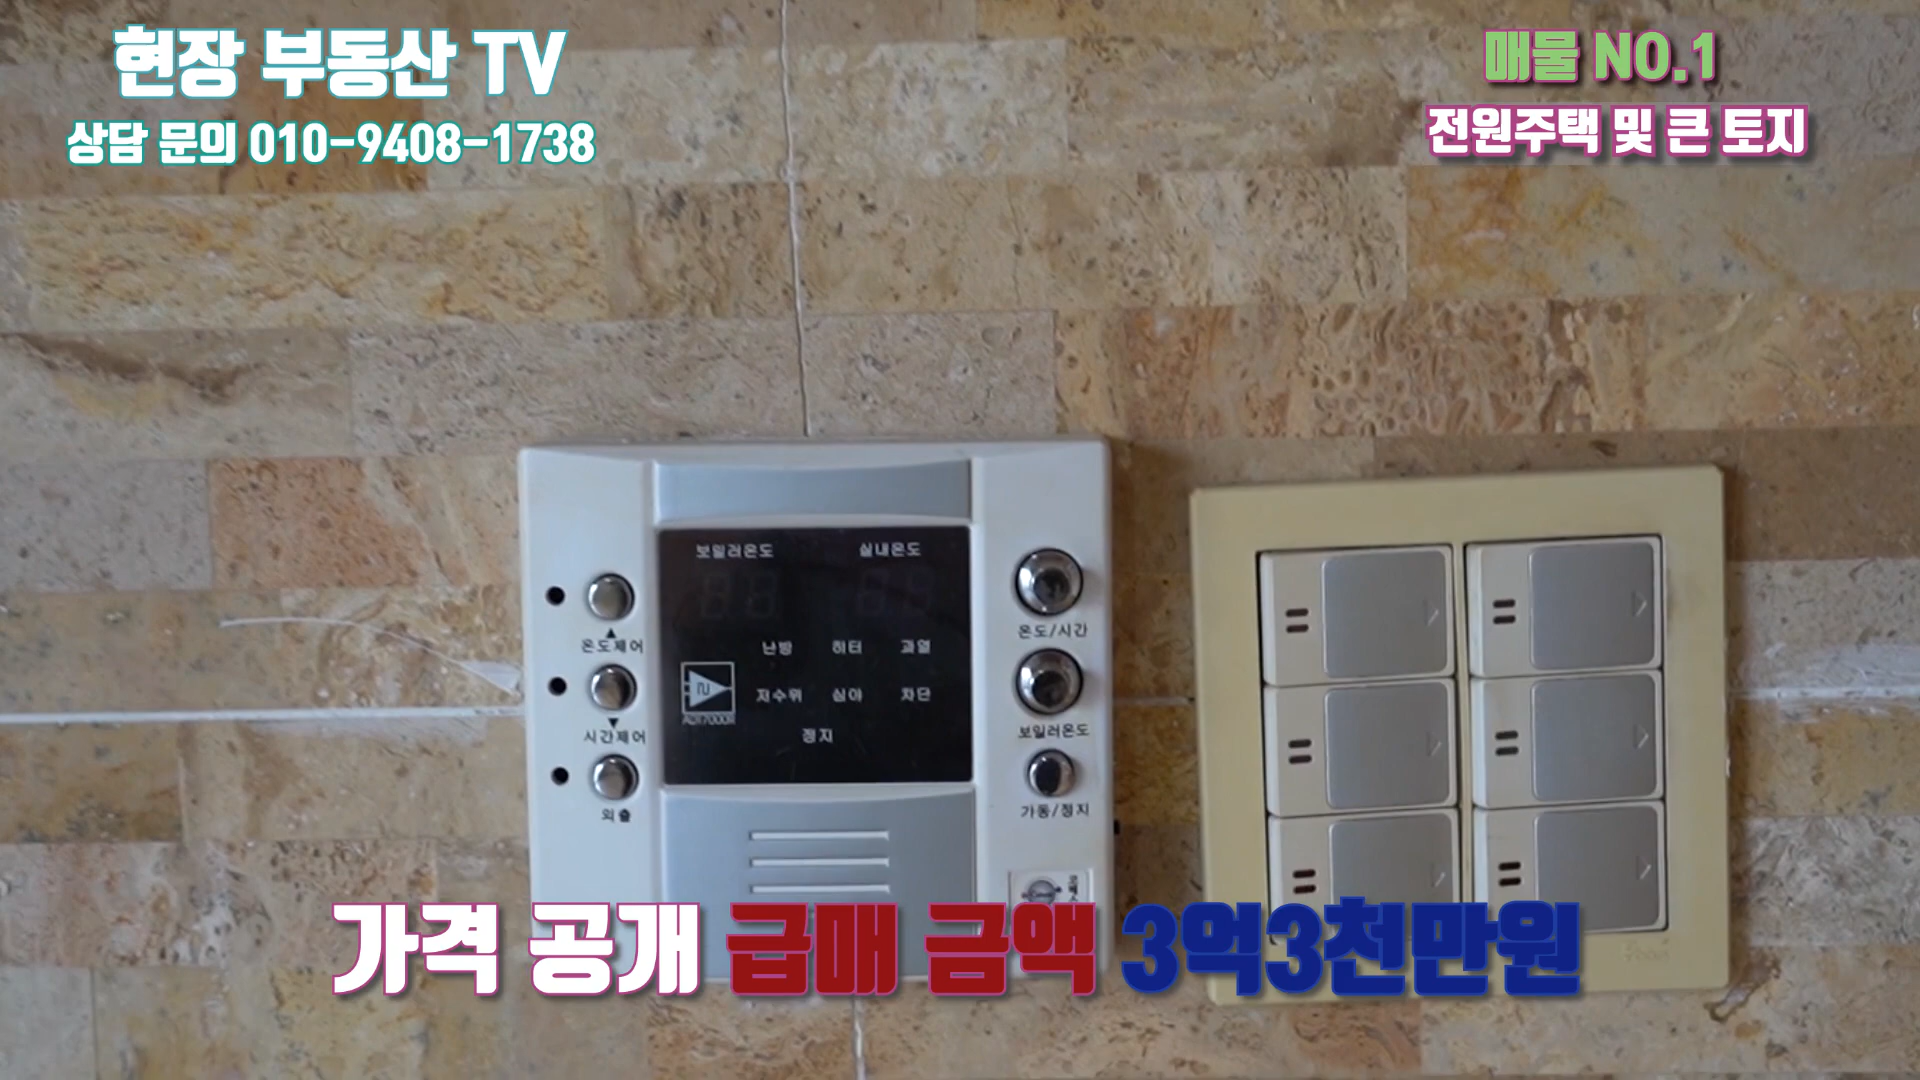 현장 부동산 TV
상담 문의 010-9408-1738
매물 NO.1
전원주택 및 큰 토지
보일러온도 실내온도
난방 히터 과열
저수위 심야 차단
정지
온도제어
시간제어
외출
온도/시간
보일러온도
가동/정지
가격 공개 급매 금액 3억3천만원